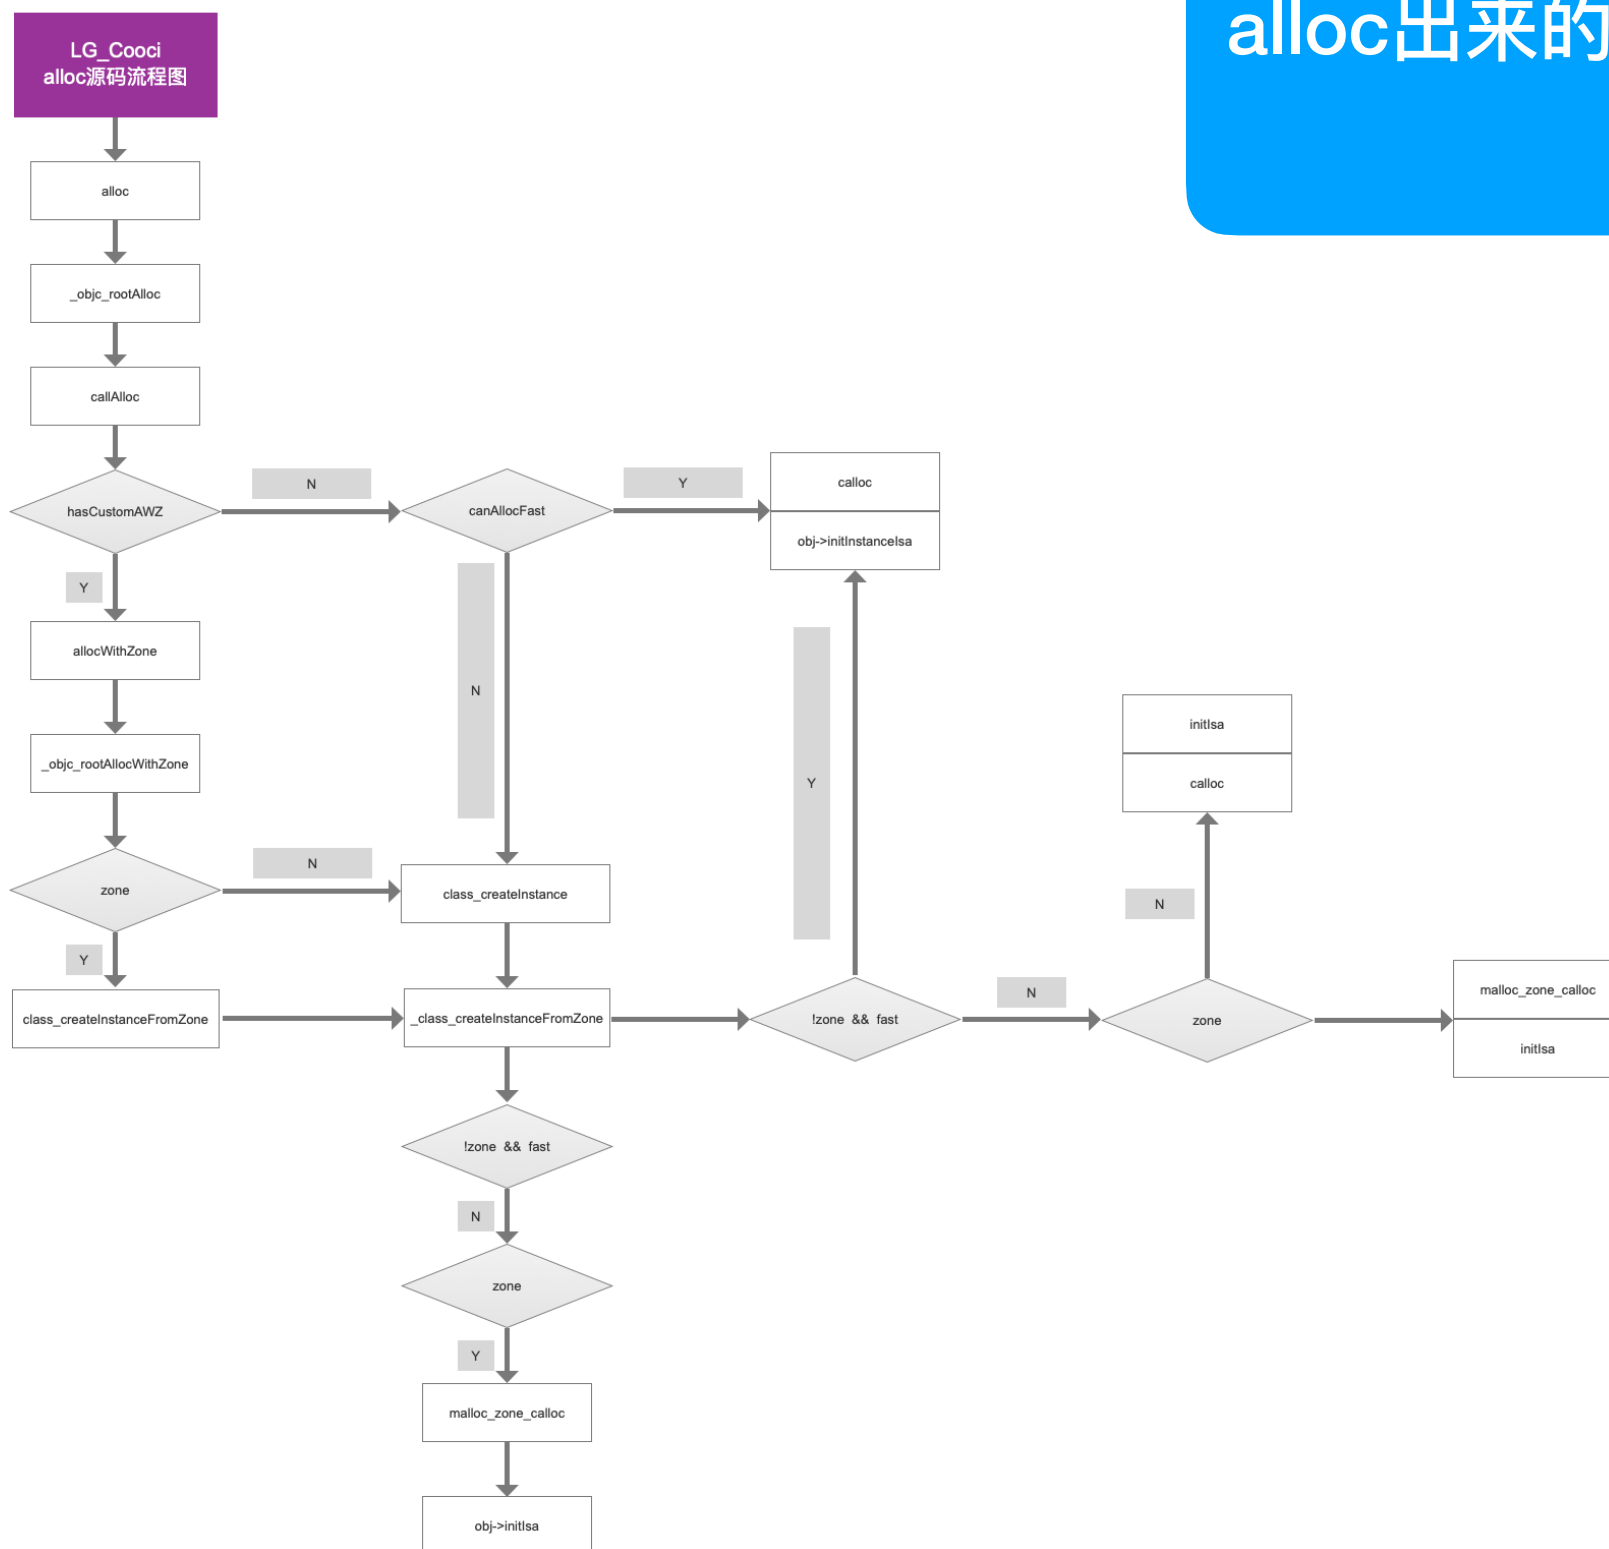 LG_Cooci
alloc源码流程图
alloc出来的
alloc
_objc_rootAlloc
callAlloc
hasCustomAWZ
N
canAllocFast
Y
calloc
obj->initInstanceIsa
Y
allocWithZone
N
Y
initIsa
calloc
_objc_rootAllocWithZone
zone
N
class_createInstance
N
Y
class_createInstanceFromZone
_class_createInstanceFromZone
!zone && fast
N
zone
malloc_zone_calloc
initIsa
!zone && fast
N
zone
Y
malloc_zone_calloc
obj->initIsa